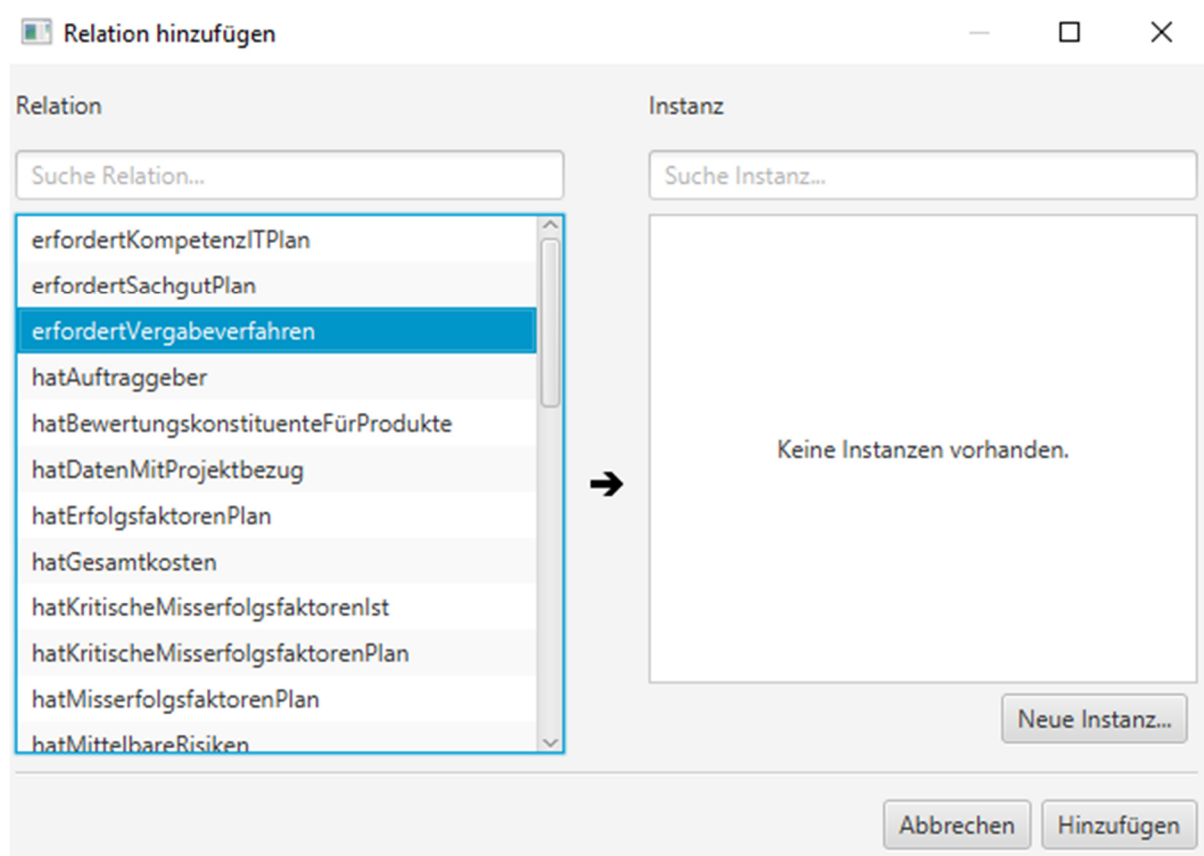 Relation hinzufügen
Relation
Suche Relation...
erfordertKompetenzITPlan
erfordertSachgutPlan
erfordertVergabeverfahren
hatAuftraggeber
hatBewertungskonstituenteFürProdukte
hatDatenMitProjektbezug
hatErfolgsfaktorenPlan
hatGesamtkosten
hatKritischeMisserfolgsfaktorenIst
hatKritischeMisserfolgsfaktorenPlan
hatMisserfolgsfaktorenPlan
hatMittelbareRisiken
Instanz
Suche Instanz...
Keine Instanzen vorhanden.
Neue Instanz...
Abbrechen
Hinzufügen